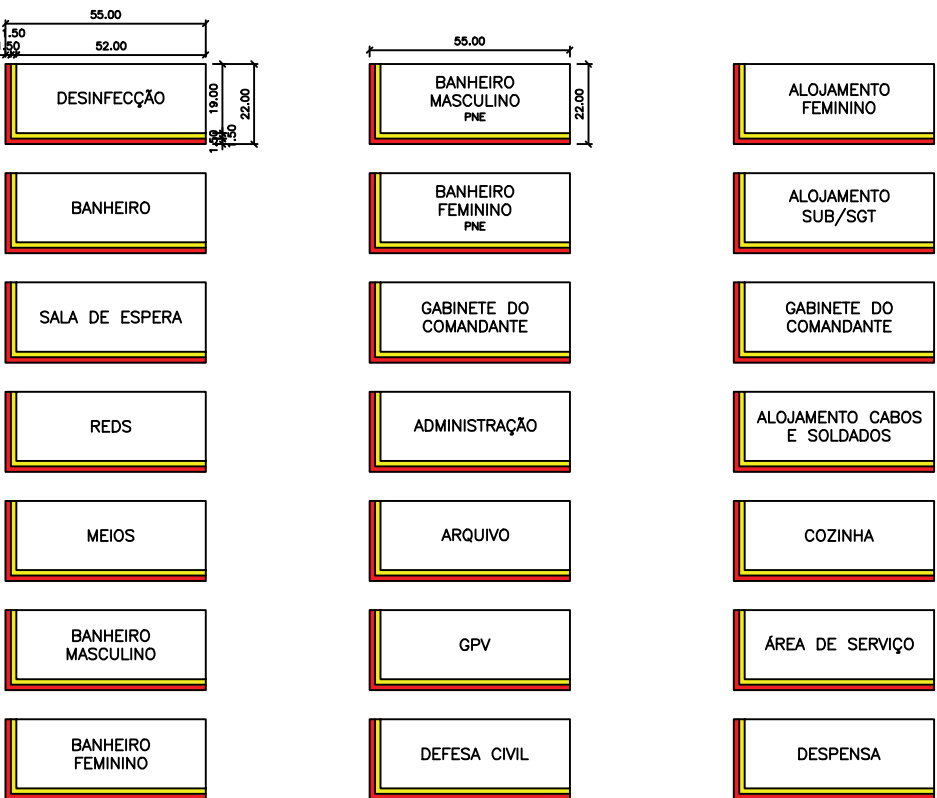 55.00
1.50
1.50
52.00
DESINFECÇÃO
19.00
22.00
1.50
1.50
BANHEIRO
SALA DE ESPERA
REDS
MEIOS
BANHEIRO
MASCULINO
BANHEIRO
FEMININO
55.00
BANHEIRO
MASCULINO
PNE
22.00
BANHEIRO
FEMININO
PNE
GABINETE DO
COMANDANTE
ADMINISTRAÇÃO
ARQUIVO
GPV
DEFESA CIVIL
ALOJAMENTO
FEMININO
ALOJAMENTO
SUB/SGT
GABINETE DO
COMANDANTE
ALOJAMENTO CABOS
E SOLDADOS
COZINHA
ÁREA DE SERVIÇO
DESPENSA